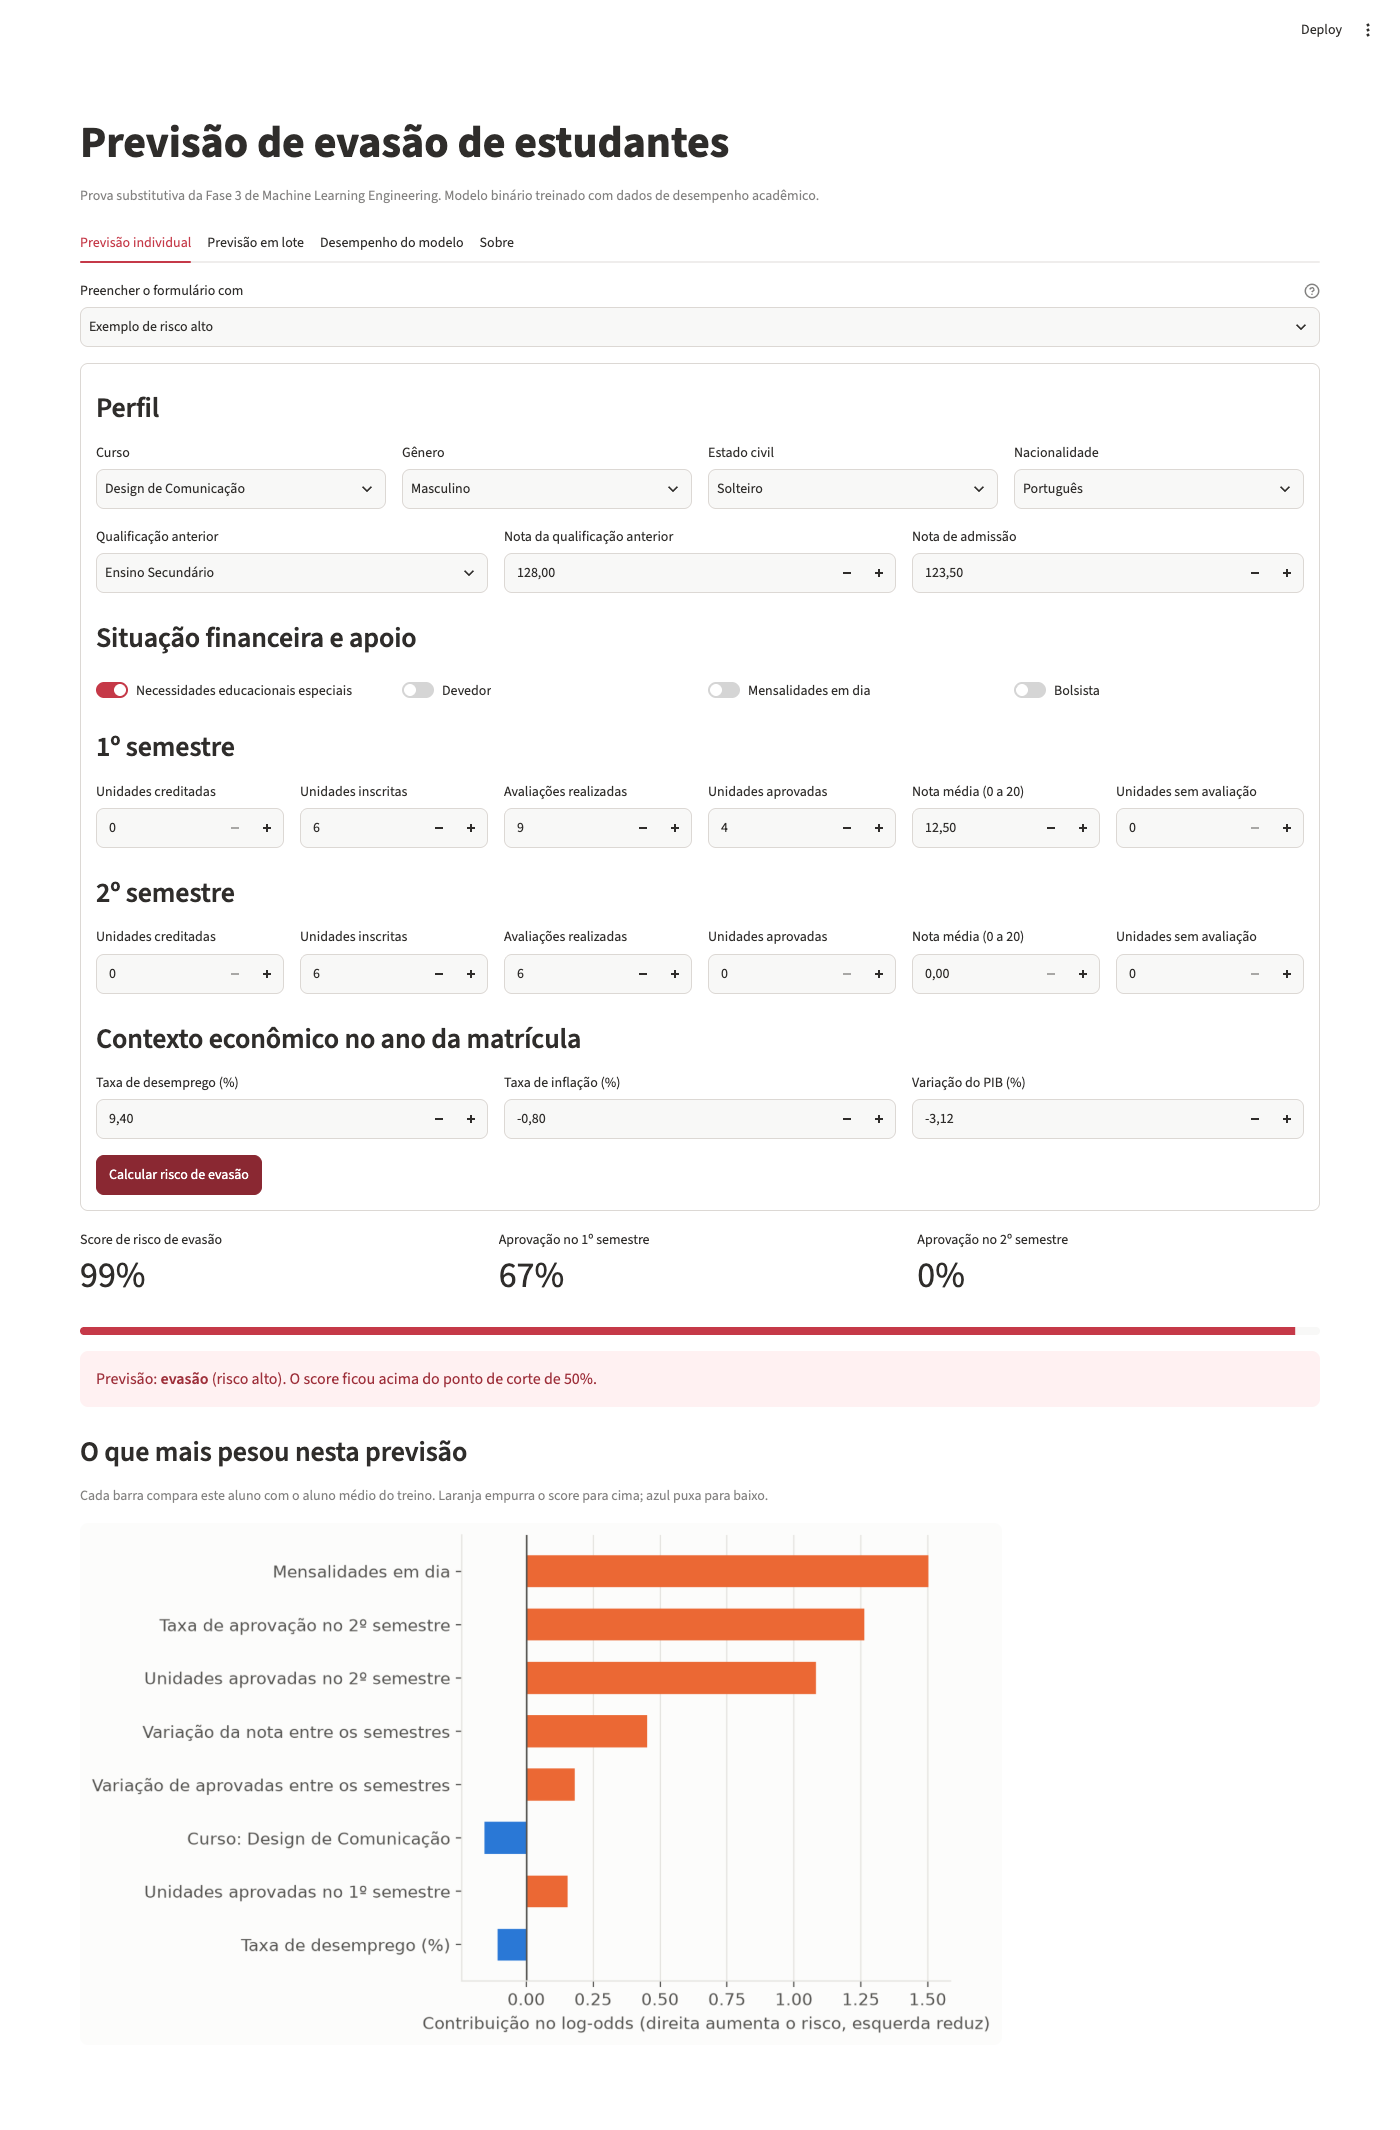 Deploy
Previsão de evasão de estudantes
Prova substitutiva da Fase 3 de Machine Learning Engineering. Modelo binário treinado com dados de desempenho acadêmico.
Previsão individual Previsão em lote Desempenho do modelo Sobre
Preencher o formulário com
Exemplo de risco alto
Perfil
Curso Gênero Estado civil Nacionalidade
Design de Comunicação Masculino Solteiro Português
Qualificação anterior Nota da qualificação anterior Nota de admissão
Ensino Secundário 128,00 123,50
Situação financeira e apoio
Necessidades educacionais especiais Devedor Mensalidades em dia Bolsista
1º semestre
Unidades creditadas Unidades inscritas Avaliações realizadas Unidades aprovadas Nota média (0 a 20) Unidades sem avaliação
0 6 9 4 12,50 0
2º semestre
Unidades creditadas Unidades inscritas Avaliações realizadas Unidades aprovadas Nota média (0 a 20) Unidades sem avaliação
0 6 6 0 0,00 0
Contexto econômico no ano da matrícula
Taxa de desemprego (%) Taxa de inflação (%) Variação do PIB (%)
9,40 -0,80 -3,12
Calcular risco de evasão
Score de risco de evasão Aprovação no 1º semestre Aprovação no 2º semestre
99% 67% 0%
Previsão: evasão (risco alto). O score ficou acima do ponto de corte de 50%.
O que mais pesou nesta previsão
Cada barra compara este aluno com o aluno médio do treino. Laranja empurra o score para cima; azul puxa para baixo.
Mensalidades em dia
Taxa de aprovação no 2º semestre
Unidades aprovadas no 2º semestre
Variação da nota entre os semestres
Variação de aprovadas entre os semestres
Curso: Design de Comunicação
Unidades aprovadas no 1º semestre
Taxa de desemprego (%)
0.00 0.25 0.50 0.75 1.00 1.25 1.50
Contribuição no log-odds (direita aumenta o risco, esquerda reduz)